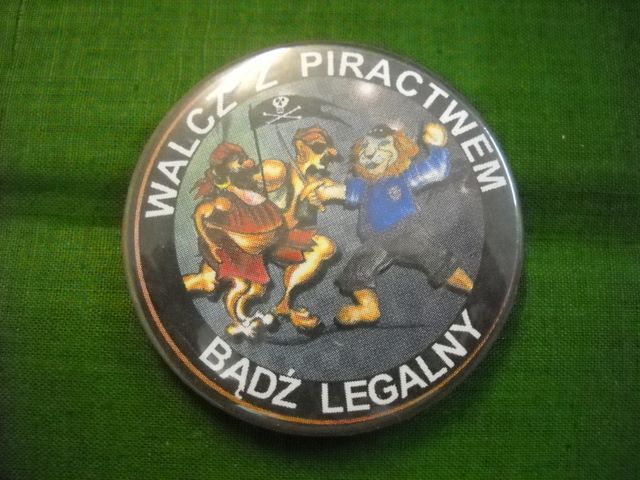 WALCZ Z PIRACTWEM
BĄDŹ LEGALNY